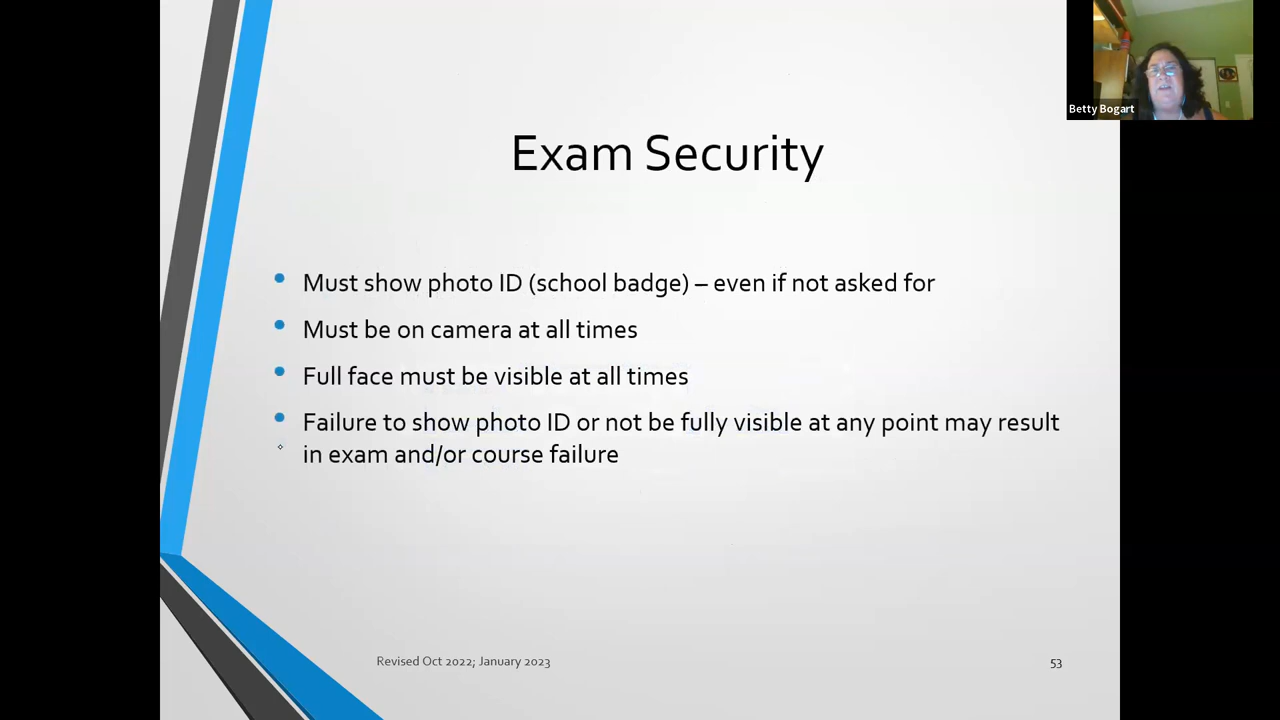 Betty Bogart
Exam Security
Must show photo ID (school badge) – even if not asked for
Must be on camera at all times
Full face must be visible at all times
Failure to show photo ID or not be fully visible at any point may result
in exam and/or course failure
Revised Oct 2022; January 2023
53